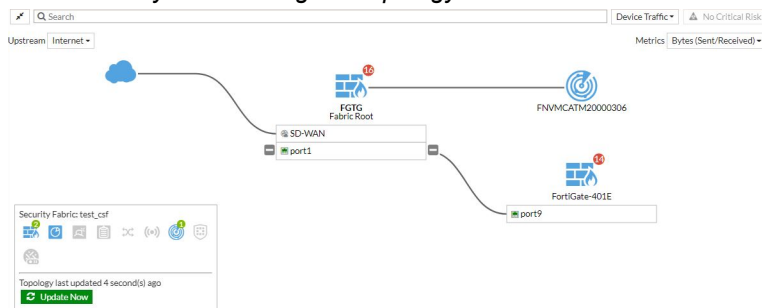 Search
Device Traffic
No Critical Risk
Upstream Internet
Metrics Bytes (Sent/Received)
16
FGTG
Fabric Root
FNVMCATM20000306
SD-WAN
port1
14
FortiGate-401E
port9
Security Fabric: test_csf
2
1
Topology last updated 4 second(s) ago
Update Now